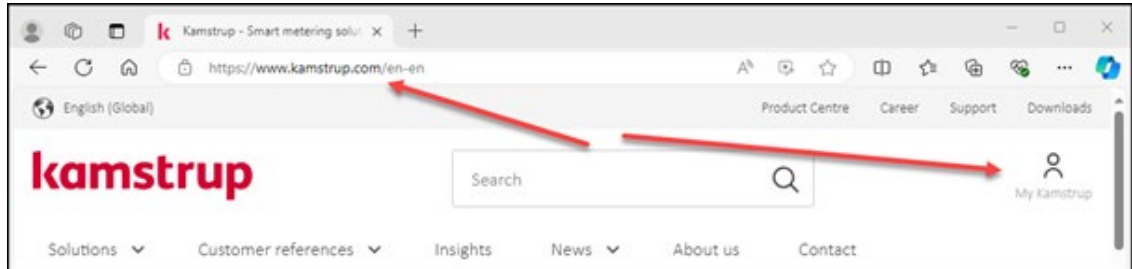 Kamstrup - Smart metering solu
https://www.kamstrup.com/en-en
English (Global) Product Centre Career Support Downloads
kamstrup
Search
My Kamstrup
Solutions Customer references Insights News About us Contact